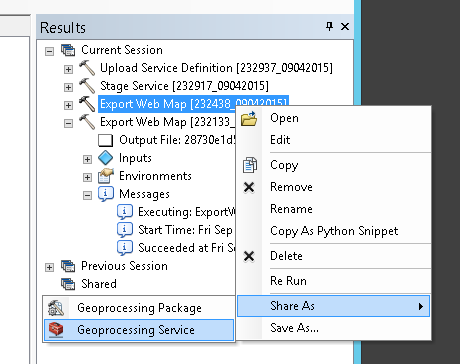 Results
Current Session
Upload Service Definition [232937_09042015]
Stage Service [232917_09042015]
Export Web Map [232438_09042015]
Export Web Map [232133_
Output File: 28730e1d5
Inputs
Environments
Messages
Executing: ExportW
Start Time: Fri Sep
Succeeded at Fri Se
Previous Session
Shared
Open
Edit
Copy
Remove
Rename
Copy As Python Snippet
Delete
Re Run
Share As
Save As...
Geoprocessing Package
Geoprocessing Service